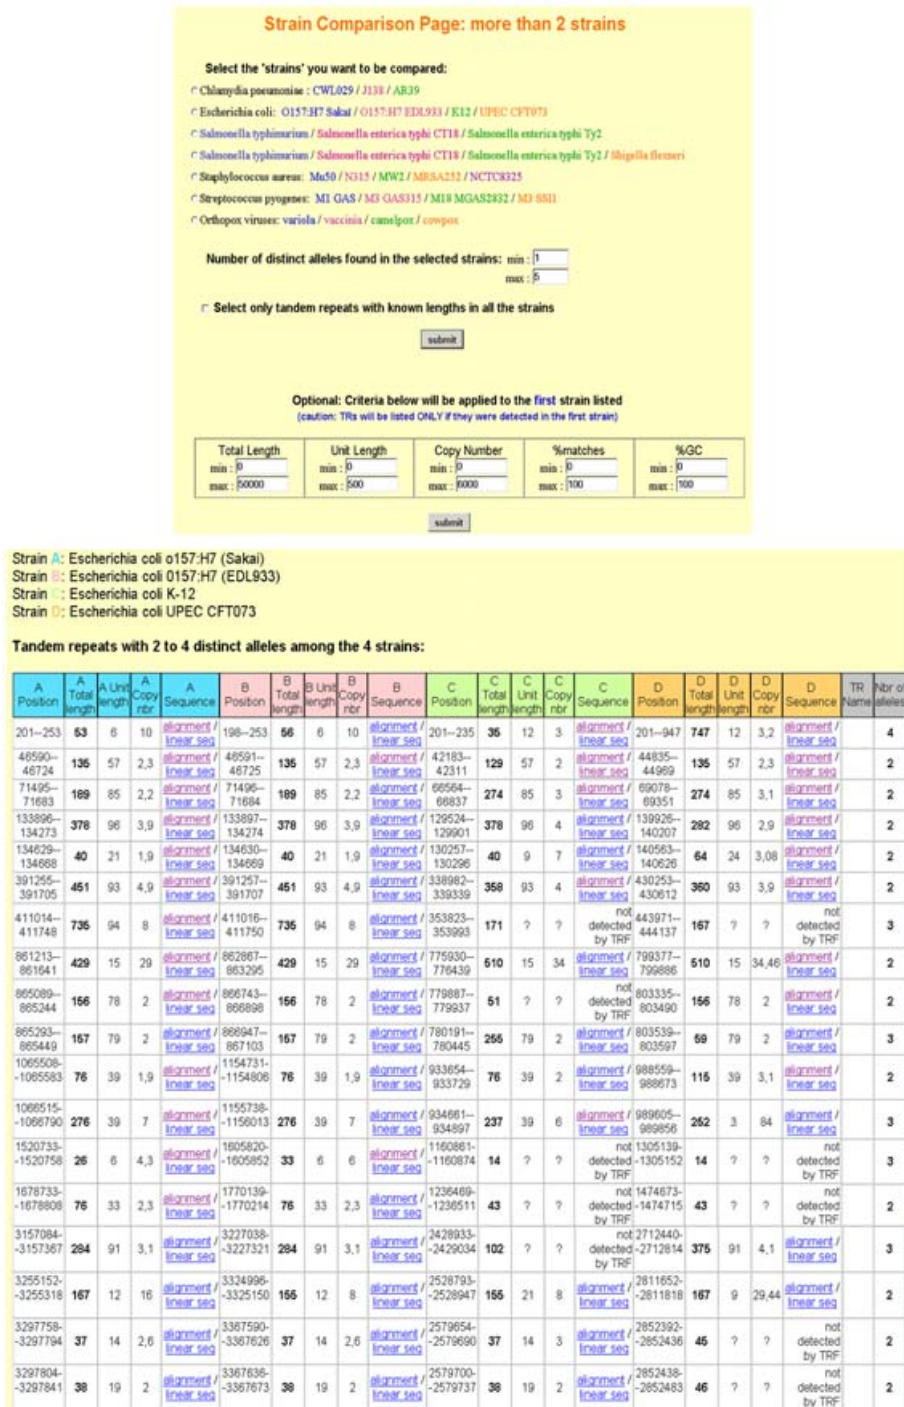 Strain Comparison Page: more than 2 strains
Select the 'strains' you want to be compared:
Chlamydia pneumoniae : CWL029 / J138 / AR39
Escherichia coli: O157:H7 Sakai / O157:H7 EDL933 / K12 / UPEC CFT073
Salmonella typhimurium / Salmonella enterica typhi CT18 / Salmonella enterica typhi Ty2
Salmonella typhimurium / Salmonella enterica typhi CT18 / Salmonella enterica typhi Ty2 / Shigella flexneri
Staphylococcus aureus: Mu50 / N315 / MW2 / MRSA252 / NCTC8325
Streptococcus pyogenes: M1 GAS / M3 GAS315 / M18 MGAS2832 / M3 SSI1
Orthopox viruses: variola / vaccinia / camelpox / cowpox
Number of distinct alleles found in the selected strains: min : 1
max : 5
Select only tandem repeats with known lengths in all the strains
submit
Optional: Criteria below will be applied to the first strain listed
(caution: TRs will be listed ONLY if they were detected in the first strain)
Total Length Unit Length Copy Number %matches %GC
min : 0 min : 0 min : 0 min : 0 min : 0
max : 50000 max : 500 max : 6000 max : 100 max : 100
submit
Strain A: Escherichia coli o157:H7 (Sakai)
Strain B: Escherichia coli 0157:H7 (EDL933)
Strain C: Escherichia coli K-12
Strain D: Escherichia coli UPEC CFT073
Tandem repeats with 2 to 4 distinct alleles among the 4 strains:
A Position A Total length A Unit length A Copy nbr A Sequence B Position B Total length B Unit length B Copy nbr B Sequence C Position C Total length C Unit length C Copy nbr C Sequence D Position D Total length D Unit length D Copy nbr D Sequence TR Name Nbr of alleles
201--253 53 6 10 alignment / linear seq 198--253 56 6 10 alignment / linear seq 201--235 35 12 3 alignment / linear seq 201--947 747 12 3,2 alignment / linear seq 4
46590--46724 135 57 2,3 alignment / linear seq 46591--46725 135 57 2,3 alignment / linear seq 42183--42311 129 57 2 alignment / linear seq 44835--44969 135 57 2,3 alignment / linear seq 2
71495--71683 189 85 2,2 alignment / linear seq 71496--71684 189 85 2,2 alignment / linear seq 66564--66837 274 85 3 alignment / linear seq 69078--69351 274 85 3,1 alignment / linear seq 2
133896--134273 378 96 3,9 alignment / linear seq 133897--134274 378 96 3,9 alignment / linear seq 129524--129901 378 96 4 alignment / linear seq 139926--140207 282 96 2,9 alignment / linear seq 2
134629--134668 40 21 1,9 alignment / linear seq 134630--134669 40 21 1,9 alignment / linear seq 130257--130296 40 9 7 alignment / linear seq 140563--140626 64 24 3,08 alignment / linear seq 2
391255--391705 451 93 4,9 alignment / linear seq 391257--391707 451 93 4,9 alignment / linear seq 338982--339339 358 93 4 alignment / linear seq 430253--430612 360 93 3,9 alignment / linear seq 2
411014--411748 735 94 8 alignment / linear seq 411016--411750 735 94 8 alignment / linear seq 353823--353993 171 ? ? not detected by TRF 443971--444137 167 ? ? not detected by TRF 3
861213--861641 429 15 29 alignment / linear seq 862867--863295 429 15 29 alignment / linear seq 775930--776439 510 15 34 alignment / linear seq 799377--799886 510 15 34,46 alignment / linear seq 2
865089--865244 156 78 2 alignment / linear seq 866743--866898 156 78 2 alignment / linear seq 779887--779937 51 ? ? not detected by TRF 803335--803490 156 78 2 alignment / linear seq 2
865293--865449 157 79 2 alignment / linear seq 866947--867103 157 79 2 alignment / linear seq 780191--780445 255 79 2 alignment / linear seq 803539--803597 59 79 2 alignment / linear seq 3
1065508--1065583 76 39 1,9 alignment / linear seq 1154731--1154806 76 39 1,9 alignment / linear seq 933654--933729 76 39 2 alignment / linear seq 988559--988673 115 39 3,1 alignment / linear seq 2
1066515--1066790 276 39 7 alignment / linear seq 1155738--1156013 276 39 7 alignment / linear seq 934661--934897 237 39 6 alignment / linear seq 989605--989856 252 3 84 alignment / linear seq 3
1520733--1520758 26 6 4,3 alignment / linear seq 1605820--1605852 33 6 6 alignment / linear seq 1160861--1160874 14 ? ? not detected by TRF 1305139--1305152 14 ? ? not detected by TRF 3
1678733--1678808 76 33 2,3 alignment / linear seq 1770139--1770214 76 33 2,3 alignment / linear seq 1236469--1236511 43 ? ? not detected by TRF 1474673--1474715 43 ? ? not detected by TRF 2
3157084--3157367 284 91 3,1 alignment / linear seq 3227038--3227321 284 91 3,1 alignment / linear seq 2428933--2429034 102 ? ? not detected by TRF 2712440--2712814 375 91 4,1 alignment / linear seq 3
3255152--3255318 167 12 16 alignment / linear seq 3324996--3325150 155 12 8 alignment / linear seq 2528793--2528947 155 21 8 alignment / linear seq 2811652--2811818 167 9 29,44 alignment / linear seq 2
3297758--3297794 37 14 2,6 alignment / linear seq 3367590--3367626 37 14 2,6 alignment / linear seq 2579654--2579690 37 14 3 alignment / linear seq 2852392--2852436 45 ? ? not detected by TRF 2
3297804--3297841 38 19 2 alignment / linear seq 3367636--3367673 38 19 2 alignment / linear seq 2579700--2579737 38 19 2 alignment / linear seq 2852438--2852483 46 ? ? not detected by TRF 2